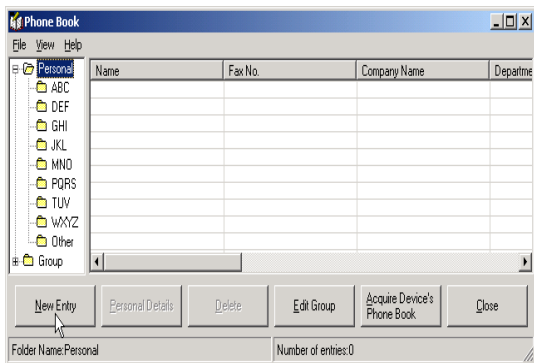 Phone Book
File View Help
Personal
ABC
DEF
GHI
JKL
MNO
PQRS
TUV
WXYZ
Other
Group
Name Fax No. Company Name Departme
New Entry Personal Details Delete Edit Group Acquire Device's Phone Book Close
Folder Name:Personal Number of entries:0